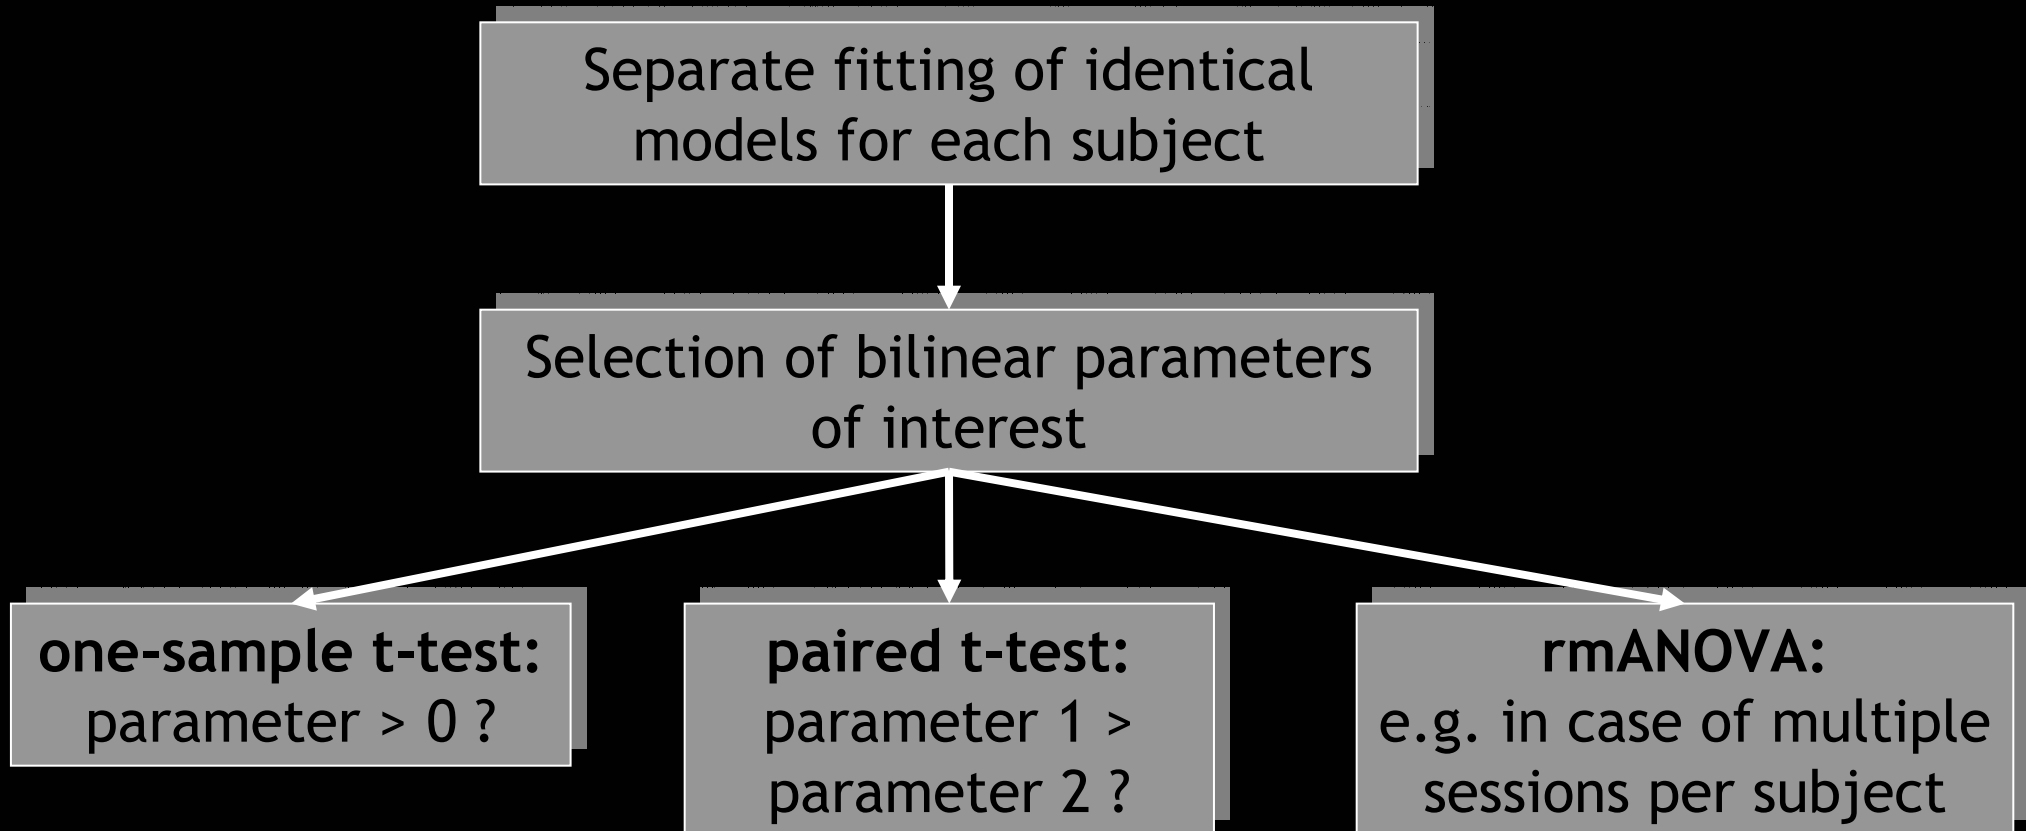 Separate fitting of identical
models for each subject
Selection of bilinear parameters
of interest
one-sample t-test:
parameter > 0 ?
paired t-test:
parameter 1 >
parameter 2 ?
rmANOVA:
e.g. in case of multiple
sessions per subject